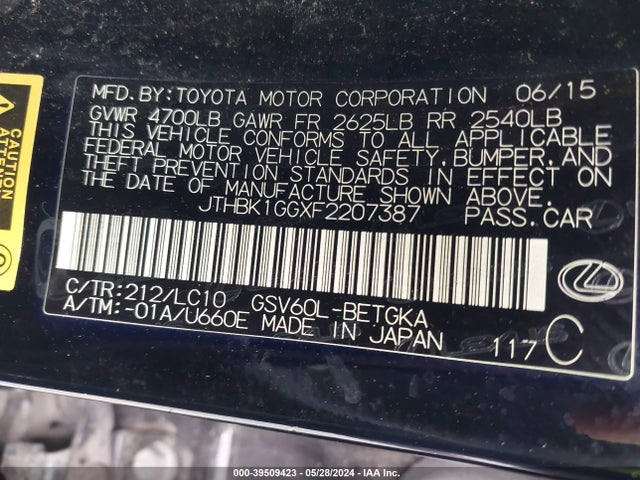 MFD.BY:TOYOTA MOTOR CORPORATION 06/15
GVWR 4700LB GAWR FR 2625LB RR 2540LB
THIS VEHICLE CONFORMS TO ALL APPLICABLE
FEDERAL MOTOR VEHICLE SAFETY,BUMPER,AND
THEFT PREVENTION STANDARDS IN EFFECT ON
THE DATE OF MANUFACTURE SHOWN ABOVE.
JTHBK1GGXF2207387 PASS.CAR
C/TR:212/LC10 GSV60L-BETGKA
A/TM:-01A/U660E MADE IN JAPAN 117C
CAUTION
000-39509423 - 05/28/2024 - IAA Inc.